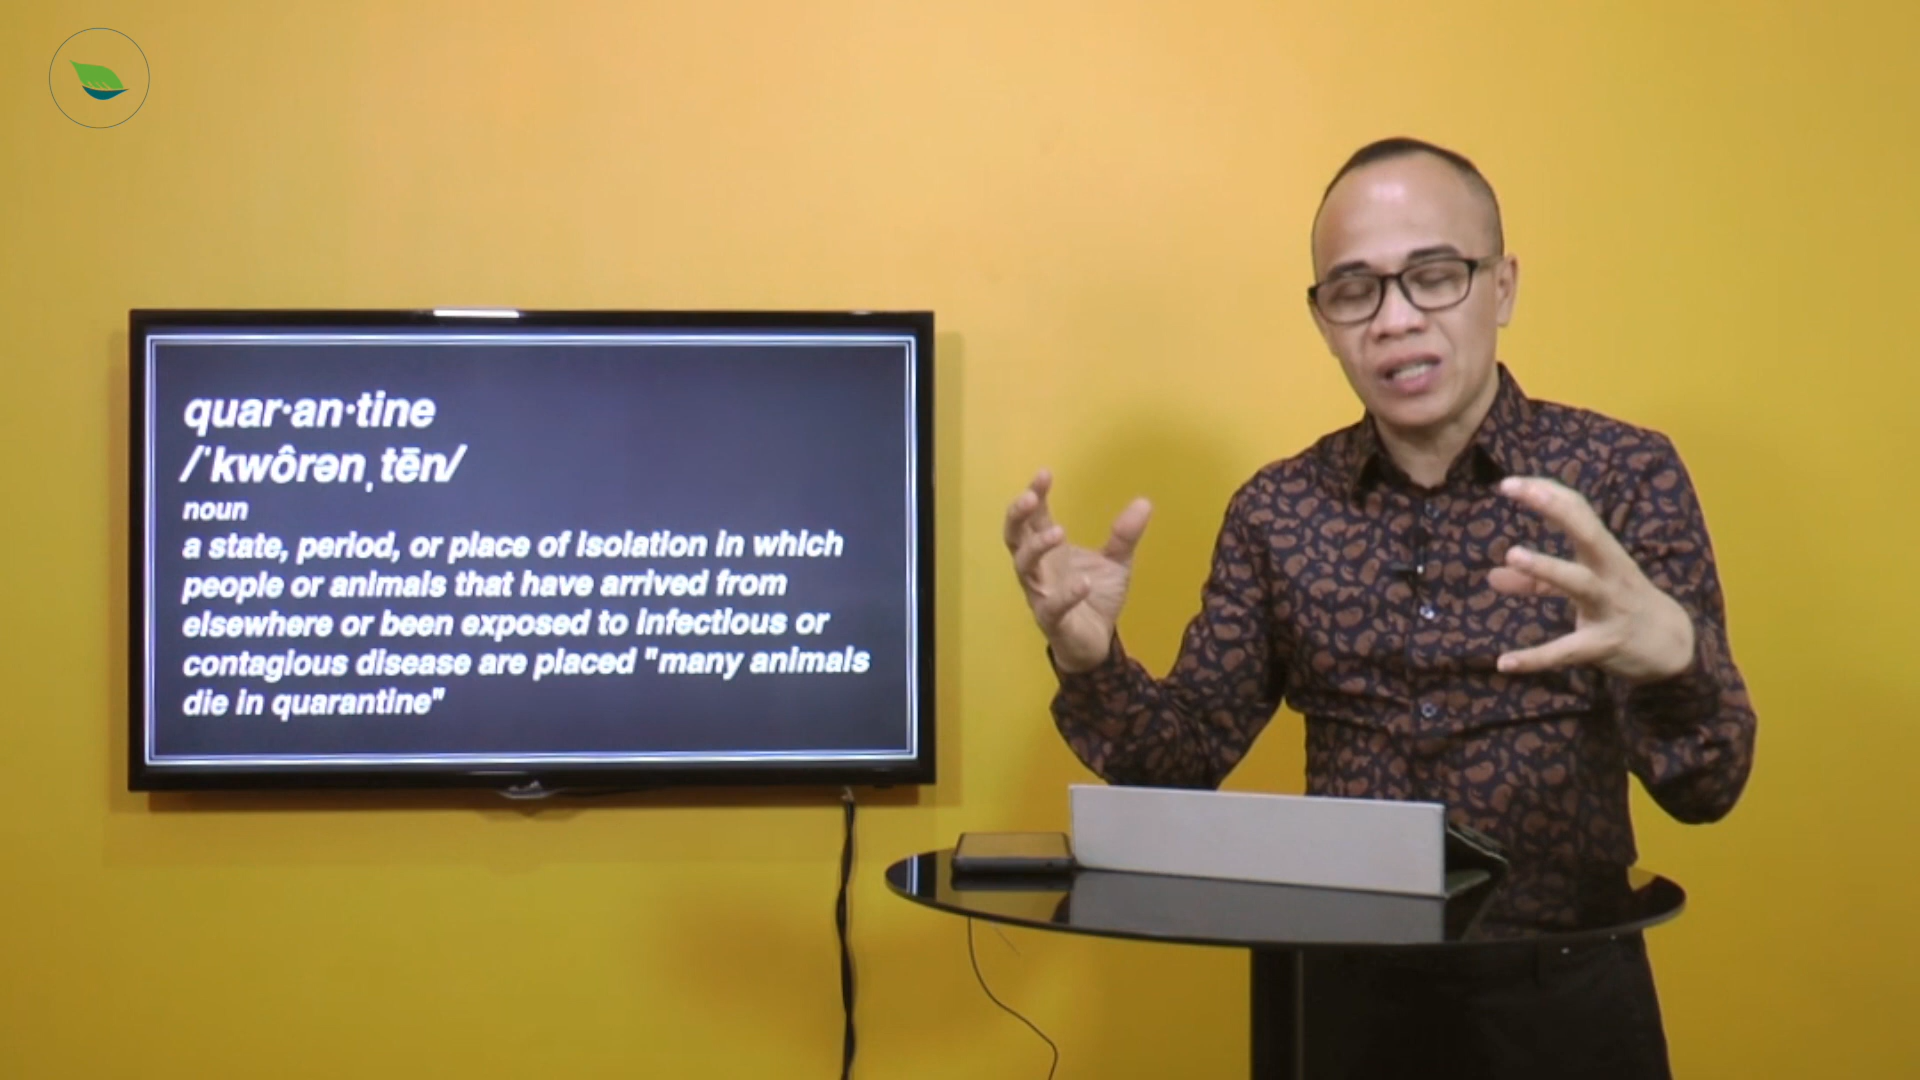 quar·an·tine
/ˈkwôrənˌtēn/
noun
a state, period, or place of isolation in which
people or animals that have arrived from
elsewhere or been exposed to infectious or
contagious disease are placed "many animals
die in quarantine"